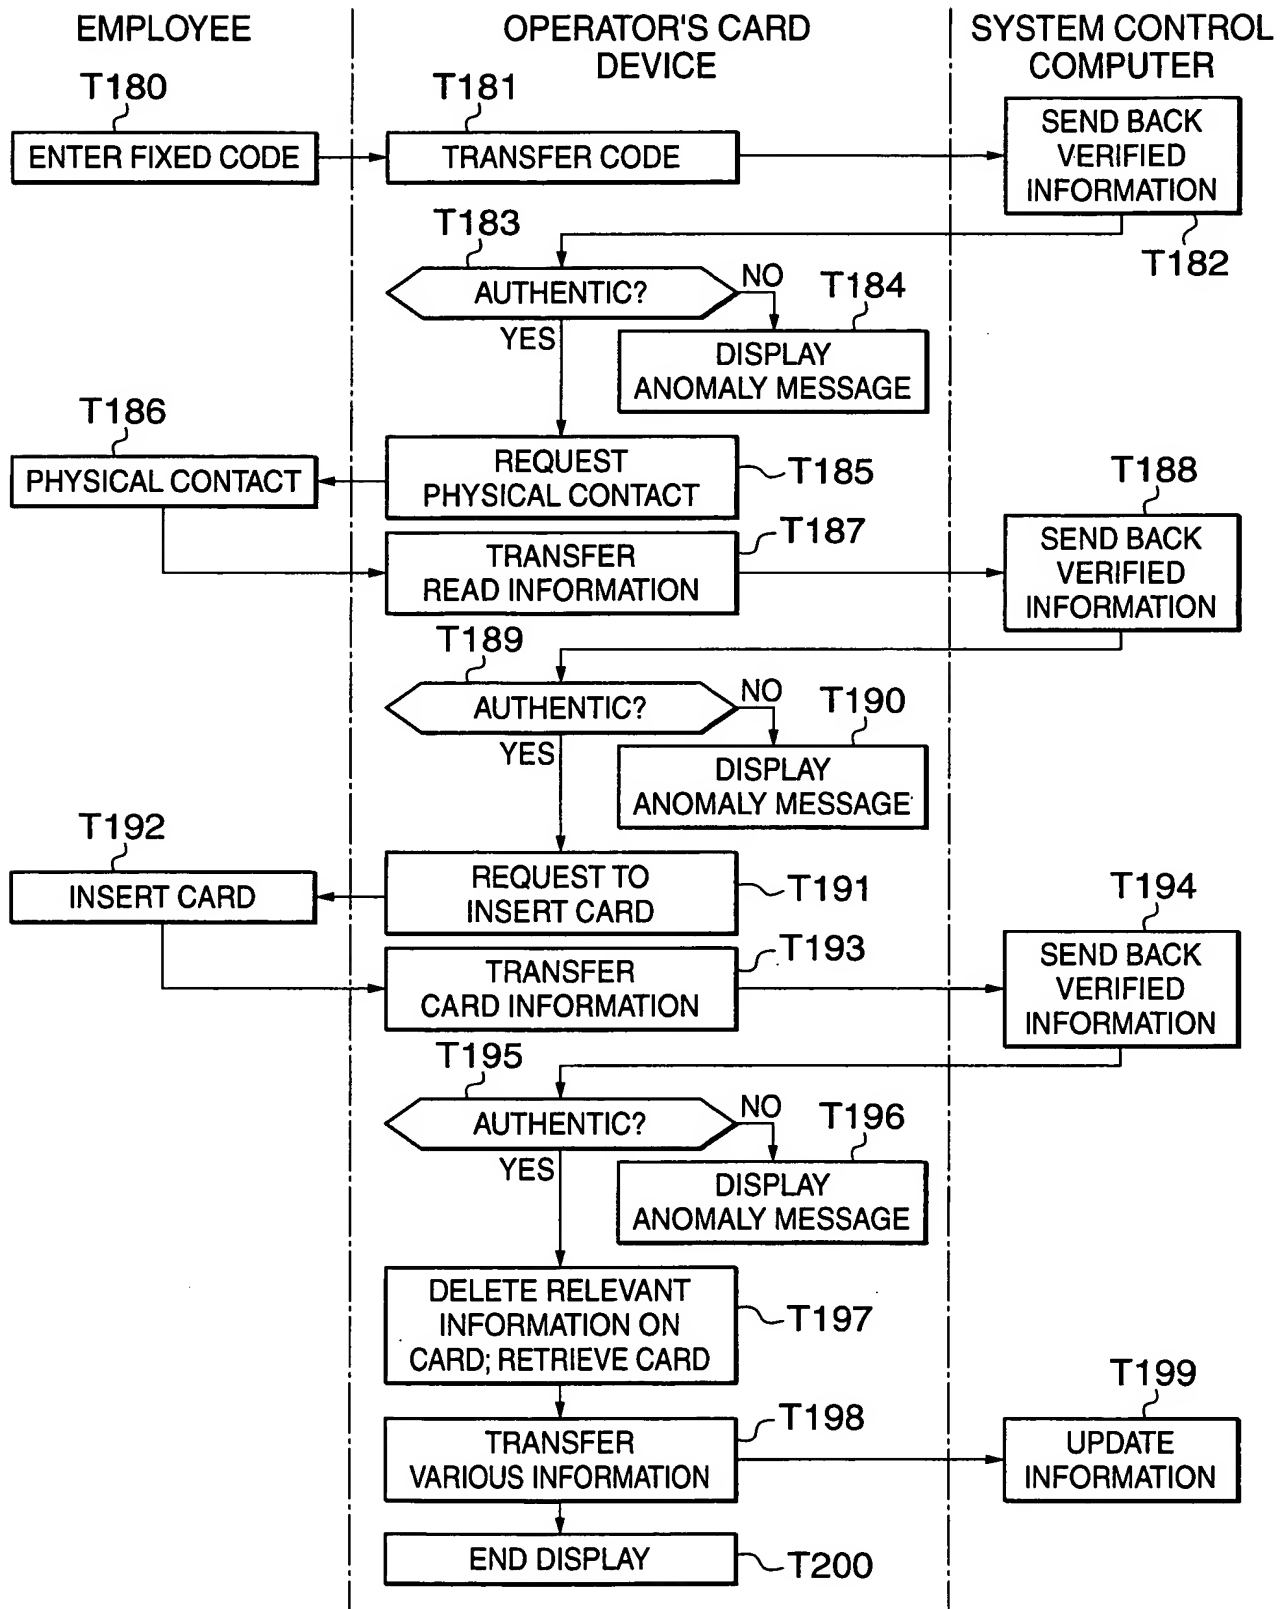 EMPLOYEE
OPERATOR'S CARD
DEVICE
SYSTEM CONTROL
COMPUTER
T180
ENTER FIXED CODE
T181
TRANSFER CODE
SEND BACK
VERIFIED
INFORMATION
T182
T183
AUTHENTIC?
NO
YES
T184
DISPLAY
ANOMALY MESSAGE
T186
PHYSICAL CONTACT
REQUEST
PHYSICAL CONTACT
T185
T187
TRANSFER
READ INFORMATION
T188
SEND BACK
VERIFIED
INFORMATION
T189
AUTHENTIC?
NO
YES
T190
DISPLAY
ANOMALY MESSAGE
T192
INSERT CARD
REQUEST TO
INSERT CARD
T191
T193
TRANSFER
CARD INFORMATION
T194
SEND BACK
VERIFIED
INFORMATION
T195
AUTHENTIC?
NO
YES
T196
DISPLAY
ANOMALY MESSAGE
DELETE RELEVANT
INFORMATION ON
CARD; RETRIEVE CARD
T197
T198
TRANSFER
VARIOUS INFORMATION
T199
UPDATE
INFORMATION
END DISPLAY
T200